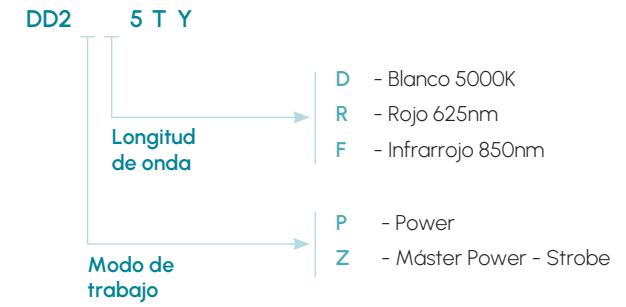 DD2 5 T Y
D - Blanco 5000K
R - Rojo 625nm
F - Infrarrojo 850nm
Longitud
de onda
P - Power
Z - Máster Power - Strobe
Modo de
trabajo